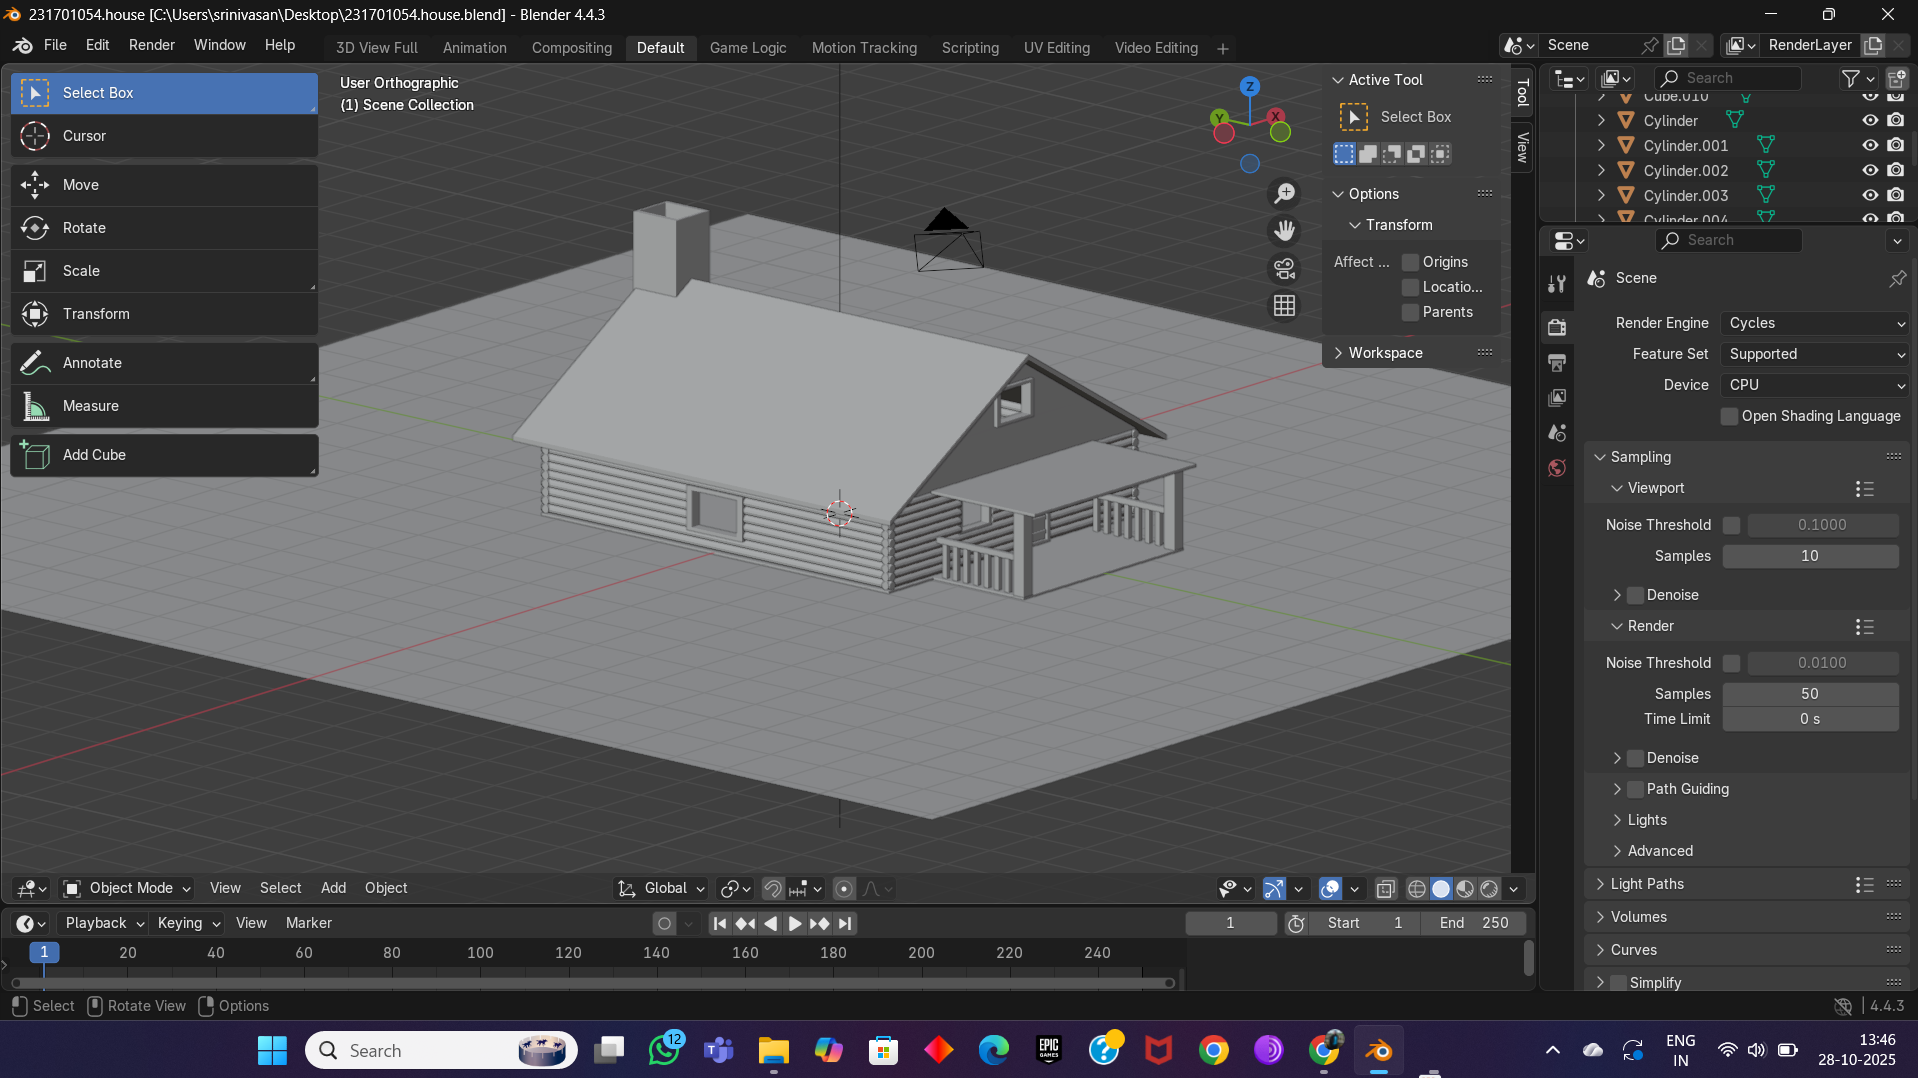 231701054.house [C:\Users\srinivasan\Desktop\231701054.house.blend] - Blender 4.4.3
File Edit Render Window Help
3D View Full Animation Compositing Default Game Logic Motion Tracking Scripting UV Editing Video Editing +
Scene
RenderLayer
Select Box
Cursor
Move
Rotate
Scale
Transform
Annotate
Measure
Add Cube
User Orthographic
(1) Scene Collection
Z
Y
X
Active Tool
Select Box
Options
Transform
Affect ... Origins
Locatio...
Parents
Workspace
Tool
View
Search
Cube.010
Cylinder
Cylinder.001
Cylinder.002
Cylinder.003
Cylinder.004
Search
Scene
Render Engine Cycles
Feature Set Supported
Device CPU
Open Shading Language
Sampling
Viewport
Noise Threshold 0.1000
Samples 10
Denoise
Render
Noise Threshold 0.0100
Samples 50
Time Limit 0 s
Denoise
Path Guiding
Lights
Advanced
Light Paths
Volumes
Curves
Simplify
Object Mode View Select Add Object
Global
Playback Keying View Marker
1 Start 1 End 250
1 20 40 60 80 100 120 140 160 180 200 220 240
Select Rotate View Options
4.4.3
Search
12
EPIC
GAMES
ENG
IN
13:46
28-10-2025